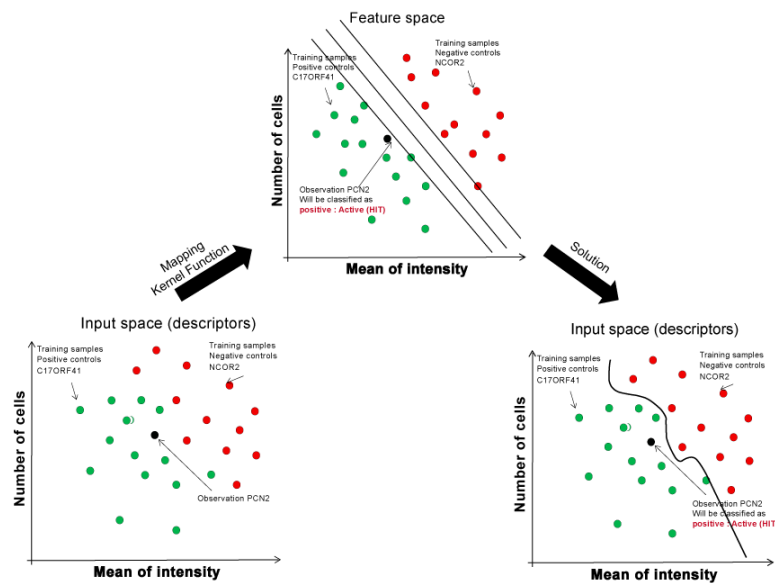 Feature space
Training samples
Positive controls
C17ORF41
Training samples
Negative controls
NCOR2
Number of cells
Observation PCN2
Will be classified as
positive : Active (HIT)
Mean of intensity
Mapping
Kernel Function
Solution
Input space (descriptors)
Training samples
Positive controls
C17ORF41
Training samples
Negative controls
NCOR2
Number of cells
Observation PCN2
Mean of intensity
Input space (descriptors)
Training samples
Positive controls
C17ORF41
Training samples
Negative controls
NCOR2
Number of cells
Observation PCN2
Will be classified as
positive : Active (HIT
Mean of intensity